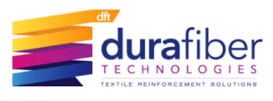 dft
durafiber
TECHNOLOGIES
TEXTILE REINFORCEMENT SOLUTIONS